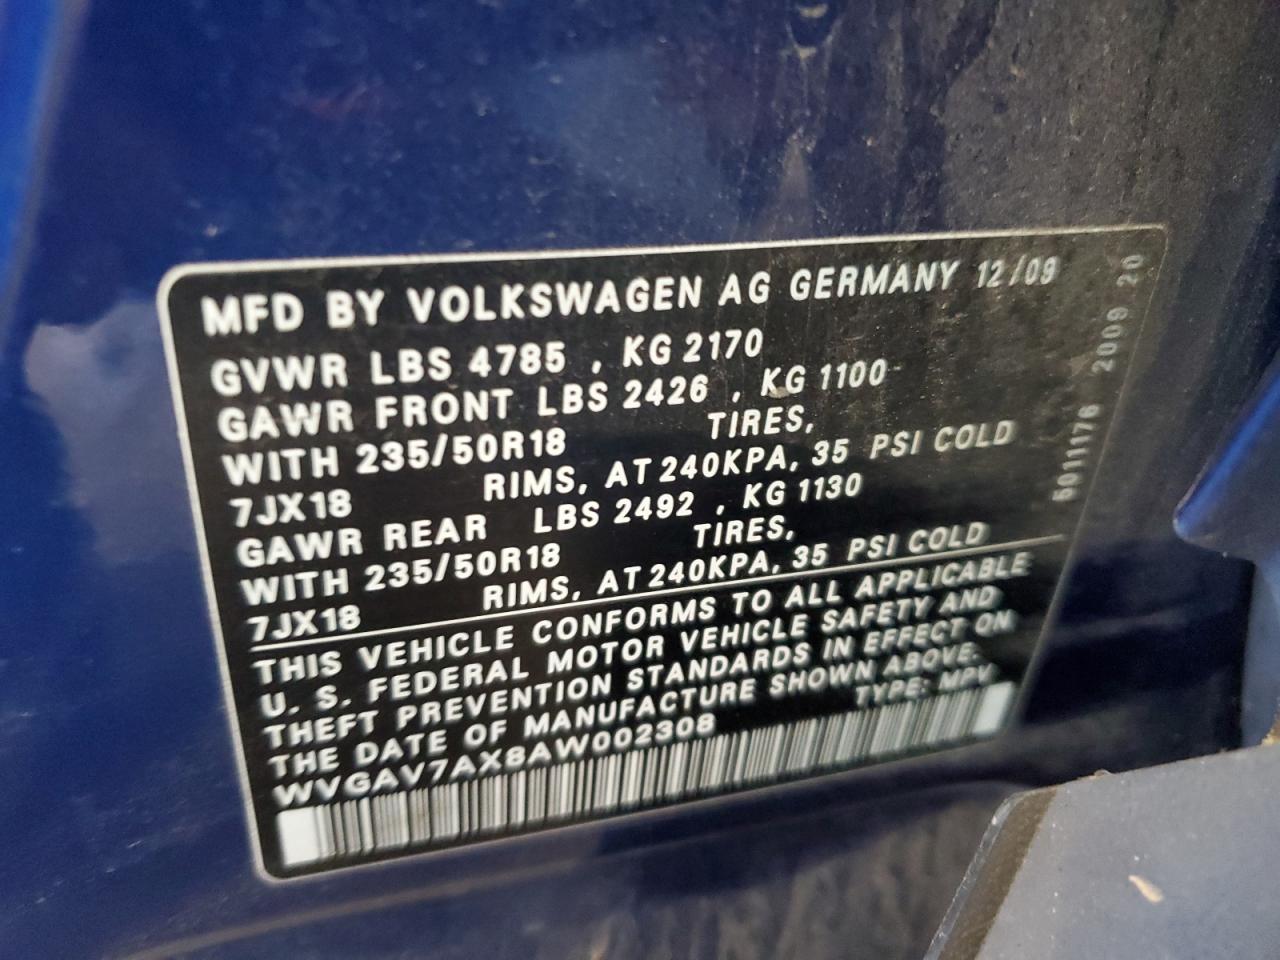 MFD BY VOLKSWAGEN AG GERMANY 12/09
GVWR LBS 4785 , KG 2170
GAWR FRONT LBS 2426 , KG 1100
WITH 235/50R18 TIRES,
7JX18 RIMS, AT 240KPA, 35 PSI COLD
GAWR REAR LBS 2492 , KG 1130
WITH 235/50R18 TIRES,
7JX18 RIMS, AT 240KPA, 35 PSI COLD
THIS VEHICLE CONFORMS TO ALL APPLICABLE
U. S. FEDERAL MOTOR VEHICLE SAFETY AND
THEFT PREVENTION STANDARDS IN EFFECT ON
THE DATE OF MANUFACTURE SHOWN ABOVE.
WVGAV7AX8AW002308 TYPE: MPV
5011176 2009 20